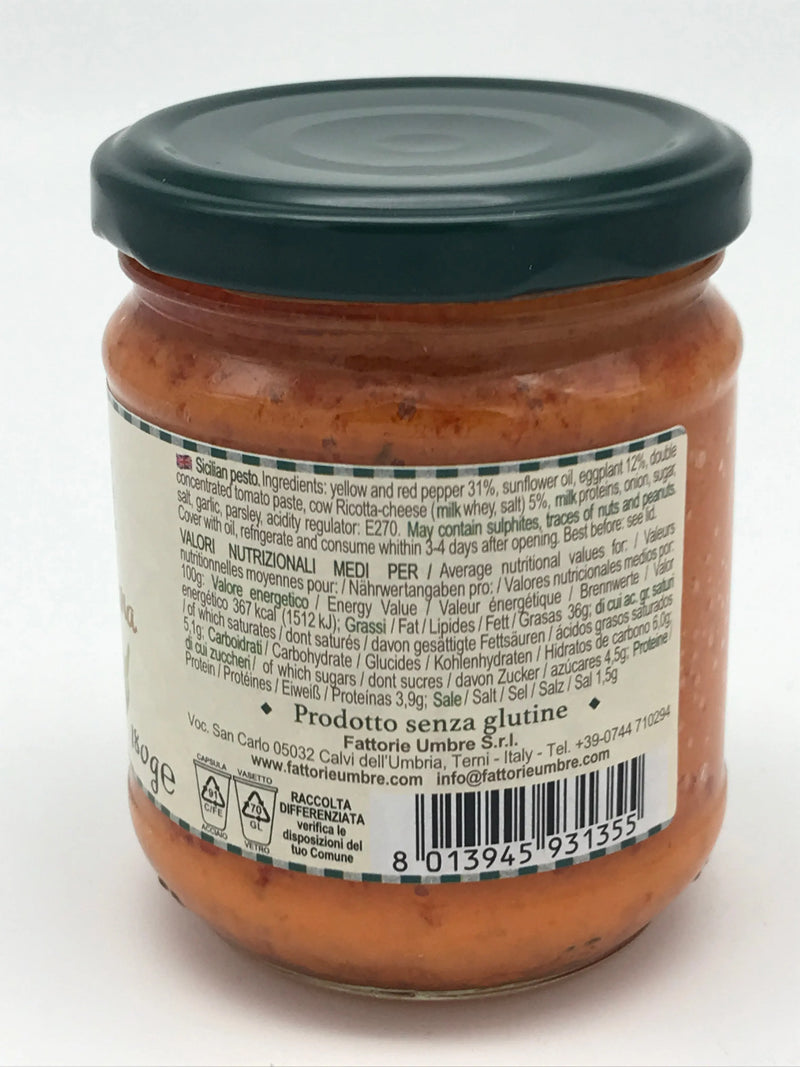 Sicilian pesto. Ingredients: yellow and red pepper 31%, sunflower oil, eggplant 12%, double
concentrated tomato paste, cow Ricotta-cheese (milk whey, salt) 5%, milk proteins, onion, sugar,
salt, garlic, parsley, acidity regulator: E270. May contain sulphites, traces of nuts and peanuts.
Cover with oil, refrigerate and consume whithin 3-4 days after opening. Best before: see lid.
VALORI NUTRIZIONALI MEDI PER / Average nutritional values for: / Valeurs
nutritionnelles moyennes pour: / Nährwertangaben pro: / Valores nutricionales medios por:
100g: Valore energetico / Energy Value / Valeur énergétique / Brennwerte / Valor
energético 367 kcal (1512 kJ); Grassi / Fat / Lipides / Fett / Grasas 36g; di cui ac. gr. saturi
/ of which saturates / dont saturés / davon gesättigte Fettsäuren / ácidos grasos saturados
5,1g; Carboidrati / Carbohydrate / Glucides / Kohlenhydraten / Hidratos de carbono 6,0g;
di cui zuccheri / of which sugars / dont sucres / davon Zucker / azúcares 4,5g; Proteine /
Protein / Protéines / Eiweiß / Proteínas 3,9g; Sale / Salt / Sel / Salz / Sal 1,5g
Prodotto senza glutine
Fattorie Umbre S.r.l.
Voc. San Carlo 05032 Calvi dell'Umbria, Terni - Italy - Tel. +39-0744 710294
www.fattorieumbre.com info@fattorieumbre.com
180g e
CAPSULA VASETTO
91 C/FE
70 GL
ACCIAIO VETRO
RACCOLTA
DIFFERENZIATA
verifica le
disposizioni del
tuo Comune
8 013945 931355